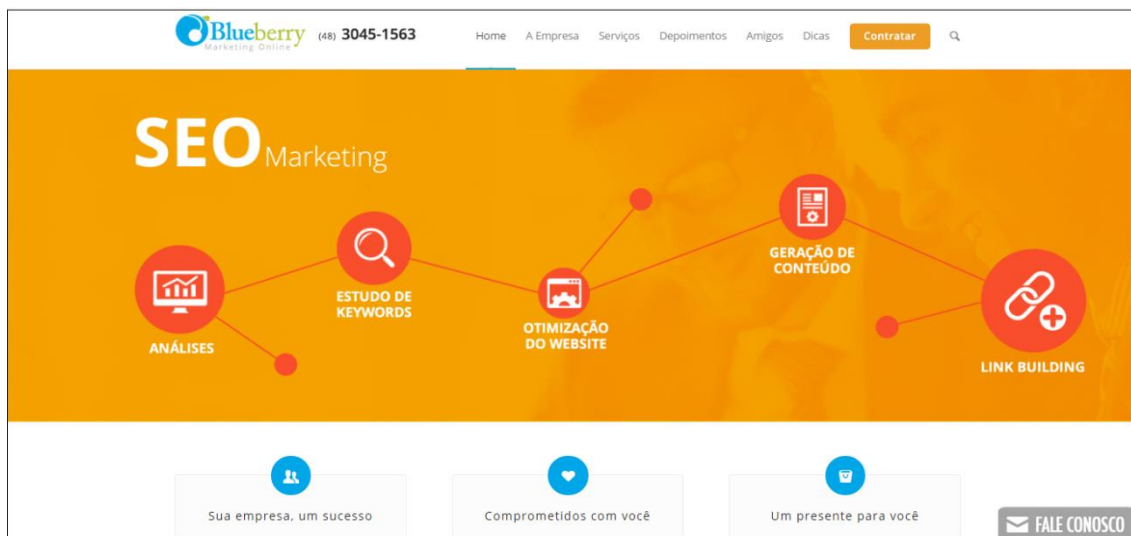 Blueberry
Marketing Online
(48) 3045-1563
Home A Empresa Serviços Depoimentos Amigos Dicas Contratar
SEO Marketing
ANÁLISES
ESTUDO DE
KEYWORDS
OTIMIZAÇÃO
DO WEBSITE
GERAÇÃO DE
CONTEÚDO
LINK BUILDING
Sua empresa, um sucesso
Comprometidos com você
Um presente para você
FALE CONOSCO